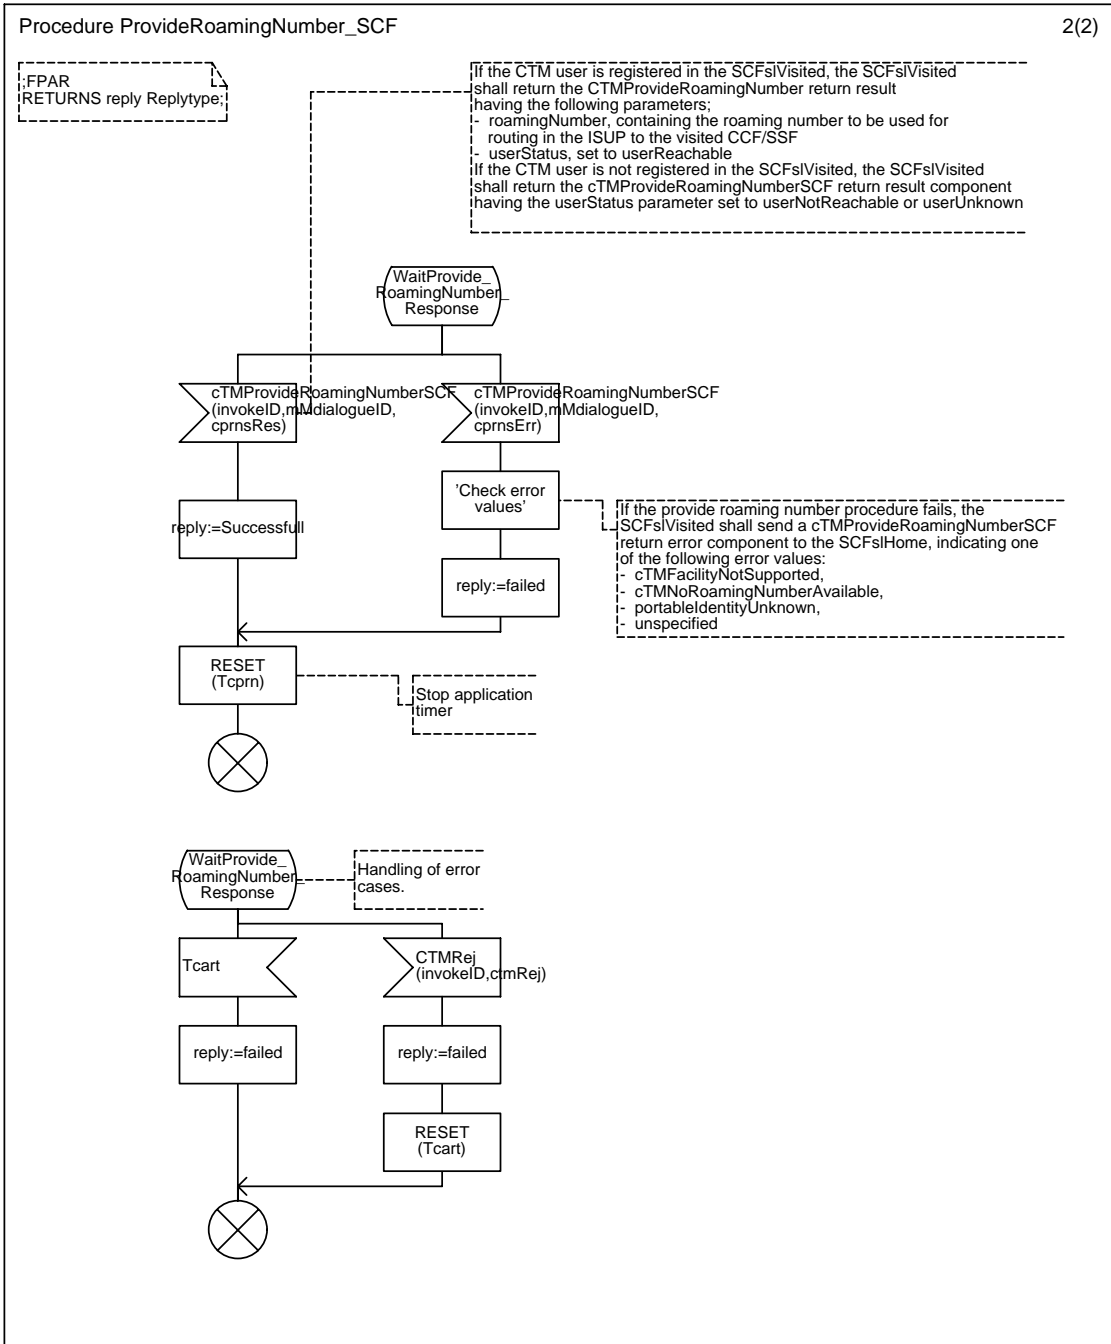 Procedure ProvideRoamingNumber_SCF
2(2)
;FPAR
RETURNS reply Replytype;
If the CTM user is registered in the SCFslVisited, the SCFslVisited
shall return the CTMProvideRoamingNumber return result
having the following parameters;
- roamingNumber, containing the roaming number to be used for
routing in the ISUP to the visited CCF/SSF
- userStatus, set to userReachable
If the CTM user is not registered in the SCFslVisited, the SCFslVisited
shall return the cTMProvideRoamingNumberSCF return result component
having the userStatus parameter set to userNotReachable or userUnknown
WaitProvide_
RoamingNumber_
Response
cTMProvideRoamingNumberSCF
(invokeID,mMdialogueID,
cprnsRes)
cTMProvideRoamingNumberSCF
(invokeID,mMdialogueID,
cprnsErr)
reply:=Successfull
'Check error
values'
If the provide roaming number procedure fails, the
SCFslVisited shall send a cTMProvideRoamingNumberSCF
return error component to the SCFslHome, indicating one
of the following error values:
- cTMFacilityNotSupported,
- cTMNoRoamingNumberAvailable,
- portableIdentityUnknown,
- unspecified
reply:=failed
RESET
(Tcprn)
Stop application
timer
WaitProvide_
RoamingNumber_
Response
Handling of error
cases.
Tcart
CTMRej
(invokeID,ctmRej)
reply:=failed
reply:=failed
RESET
(Tcart)